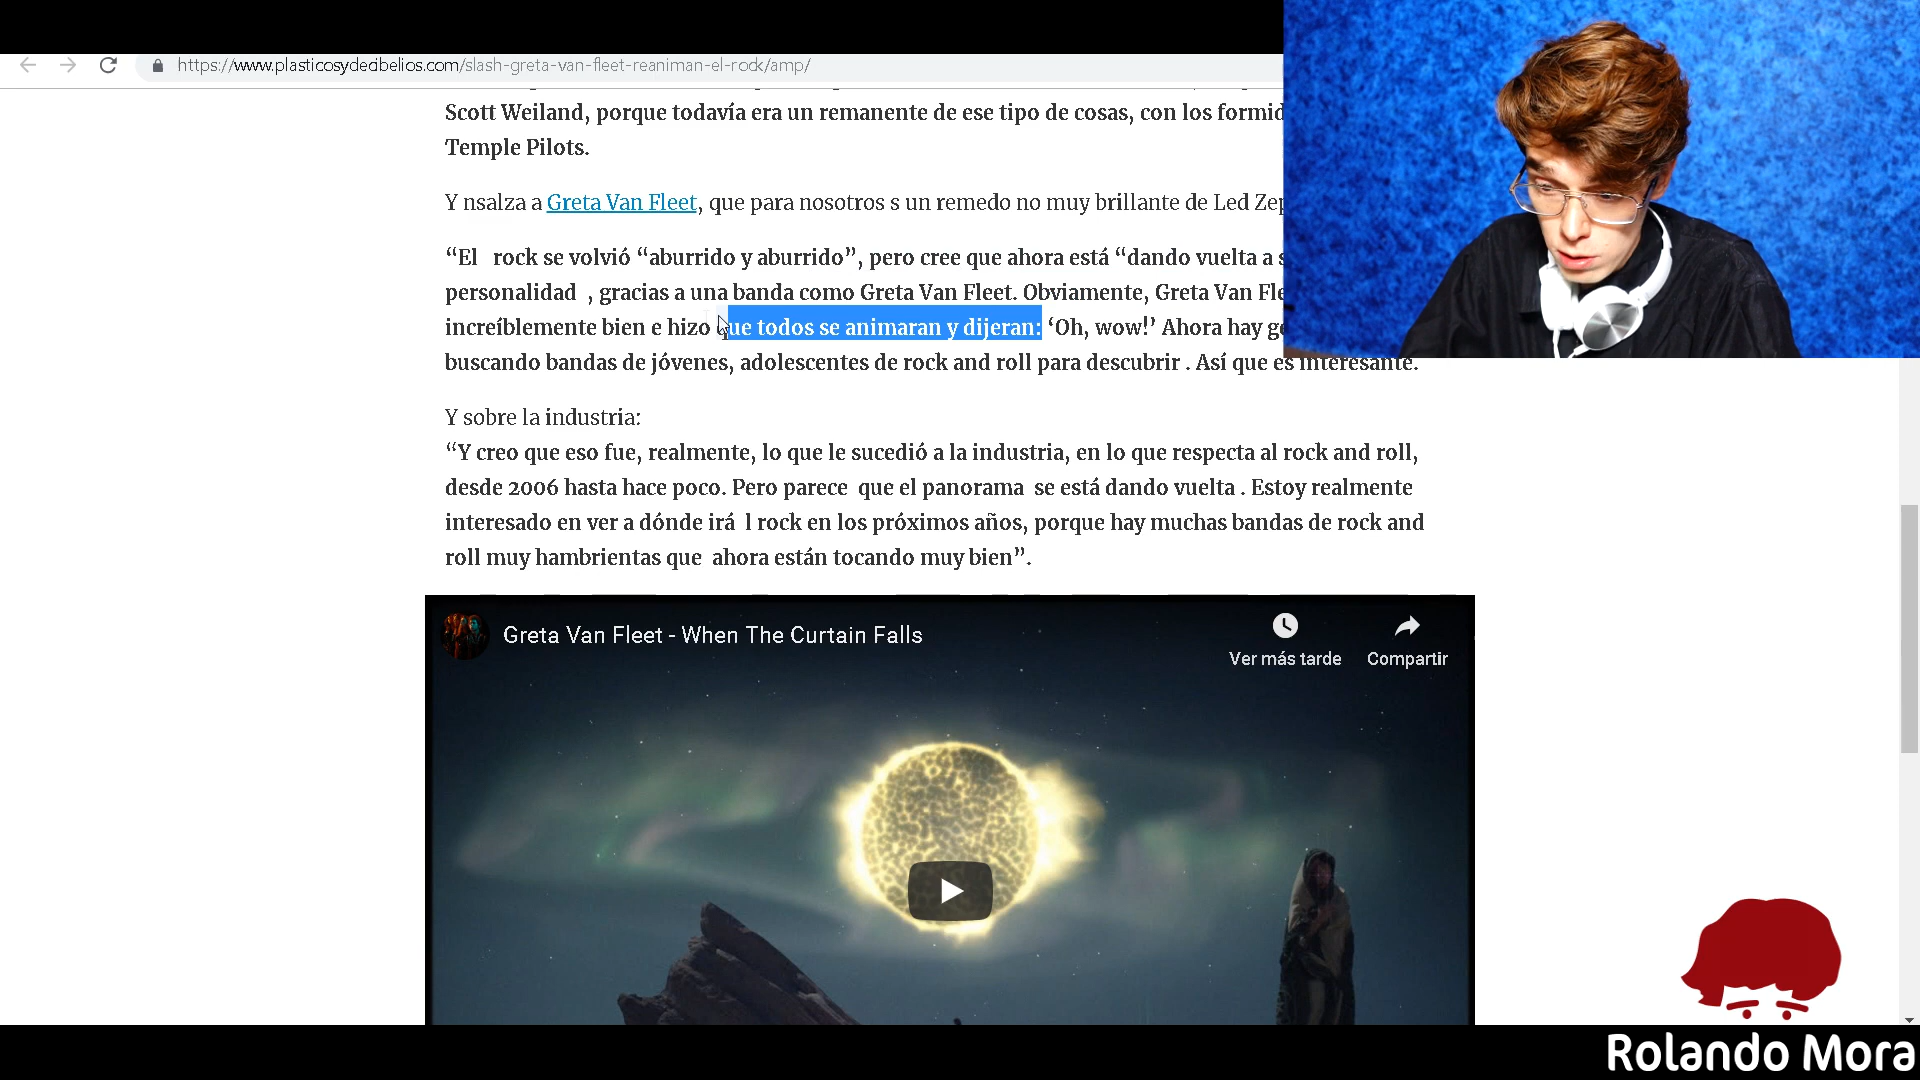 https://www.plasticosydecibelios.com/slash-greta-van-fleet-reaniman-el-rock/amp/
Scott Weiland, porque todavía era un remanente de ese tipo de cosas, con los formid
Temple Pilots.
Y nsalza a Greta Van Fleet, que para nosotros s un remedo no muy brillante de Led Zep
“El rock se volvió “aburrido y aburrido”, pero cree que ahora está “dando vuelta a s
personalidad , gracias a una banda como Greta Van Fleet. Obviamente, Greta Van Fle
increíblemente bien e hizo que todos se animaran y dijeran: ‘Oh, wow!’ Ahora hay ge
buscando bandas de jóvenes, adolescentes de rock and roll para descubrir . Así que es interesante.
Y sobre la industria:
“Y creo que eso fue, realmente, lo que le sucedió a la industria, en lo que respecta al rock and roll,
desde 2006 hasta hace poco. Pero parece que el panorama se está dando vuelta . Estoy realmente
interesado en ver a dónde irá l rock en los próximos años, porque hay muchas bandas de rock and
roll muy hambrientas que ahora están tocando muy bien”.
Greta Van Fleet - When The Curtain Falls
Ver más tarde
Compartir
Rolando Mora